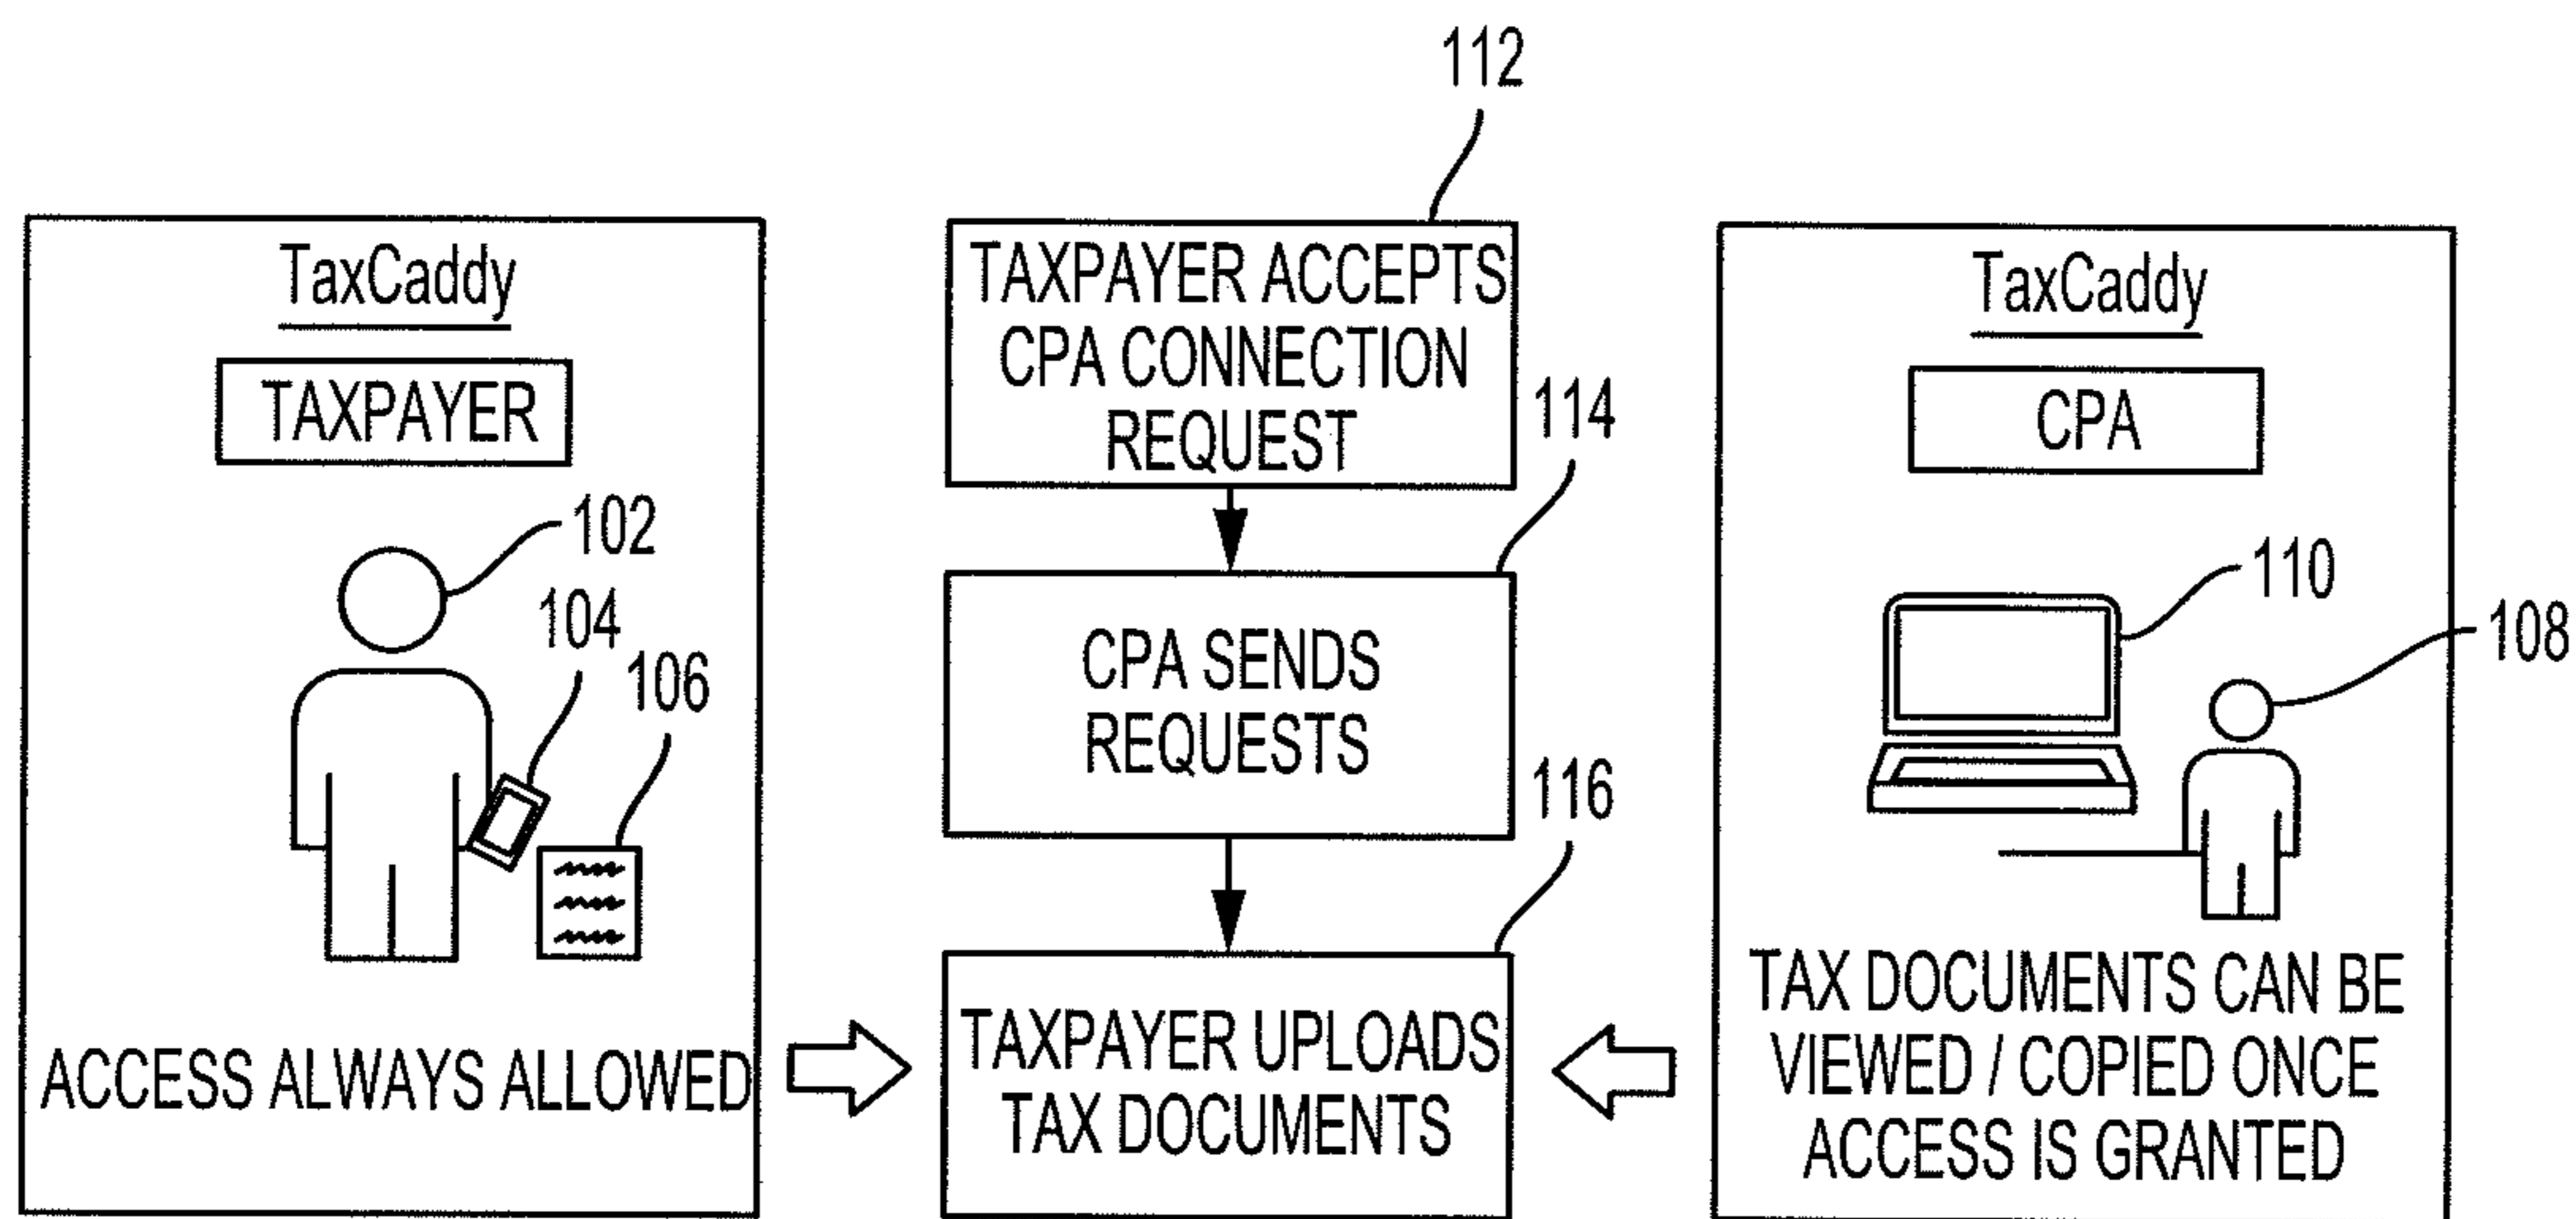 TaxCaddy
TAXPAYER
102
104
106
ACCESS ALWAYS ALLOWED
112
TAXPAYER ACCEPTS
CPA CONNECTION
REQUEST
114
CPA SENDS
REQUESTS
116
TAXPAYER UPLOADS
TAX DOCUMENTS
TaxCaddy
CPA
110
108
TAX DOCUMENTS CAN BE
VIEWED / COPIED ONCE
ACCESS IS GRANTED